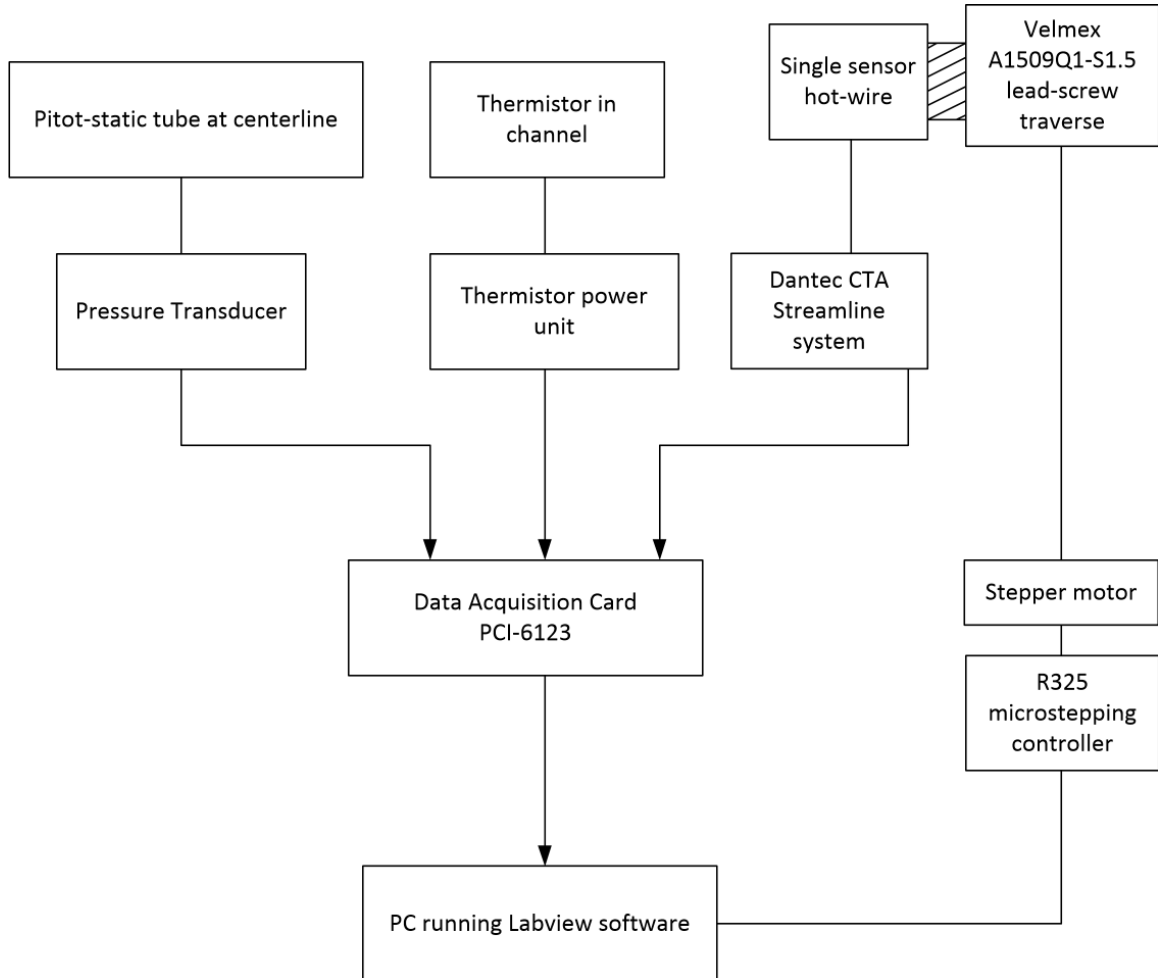 Pitot-static tube at centerline
Thermistor in
channel
Single sensor
hot-wire
Velmex
A1509Q1-S1.5
lead-screw
traverse
Pressure Transducer
Thermistor power
unit
Dantec CTA
Streamline
system
Data Acquisition Card
PCI-6123
Stepper motor
R325
microstepping
controller
PC running Labview software